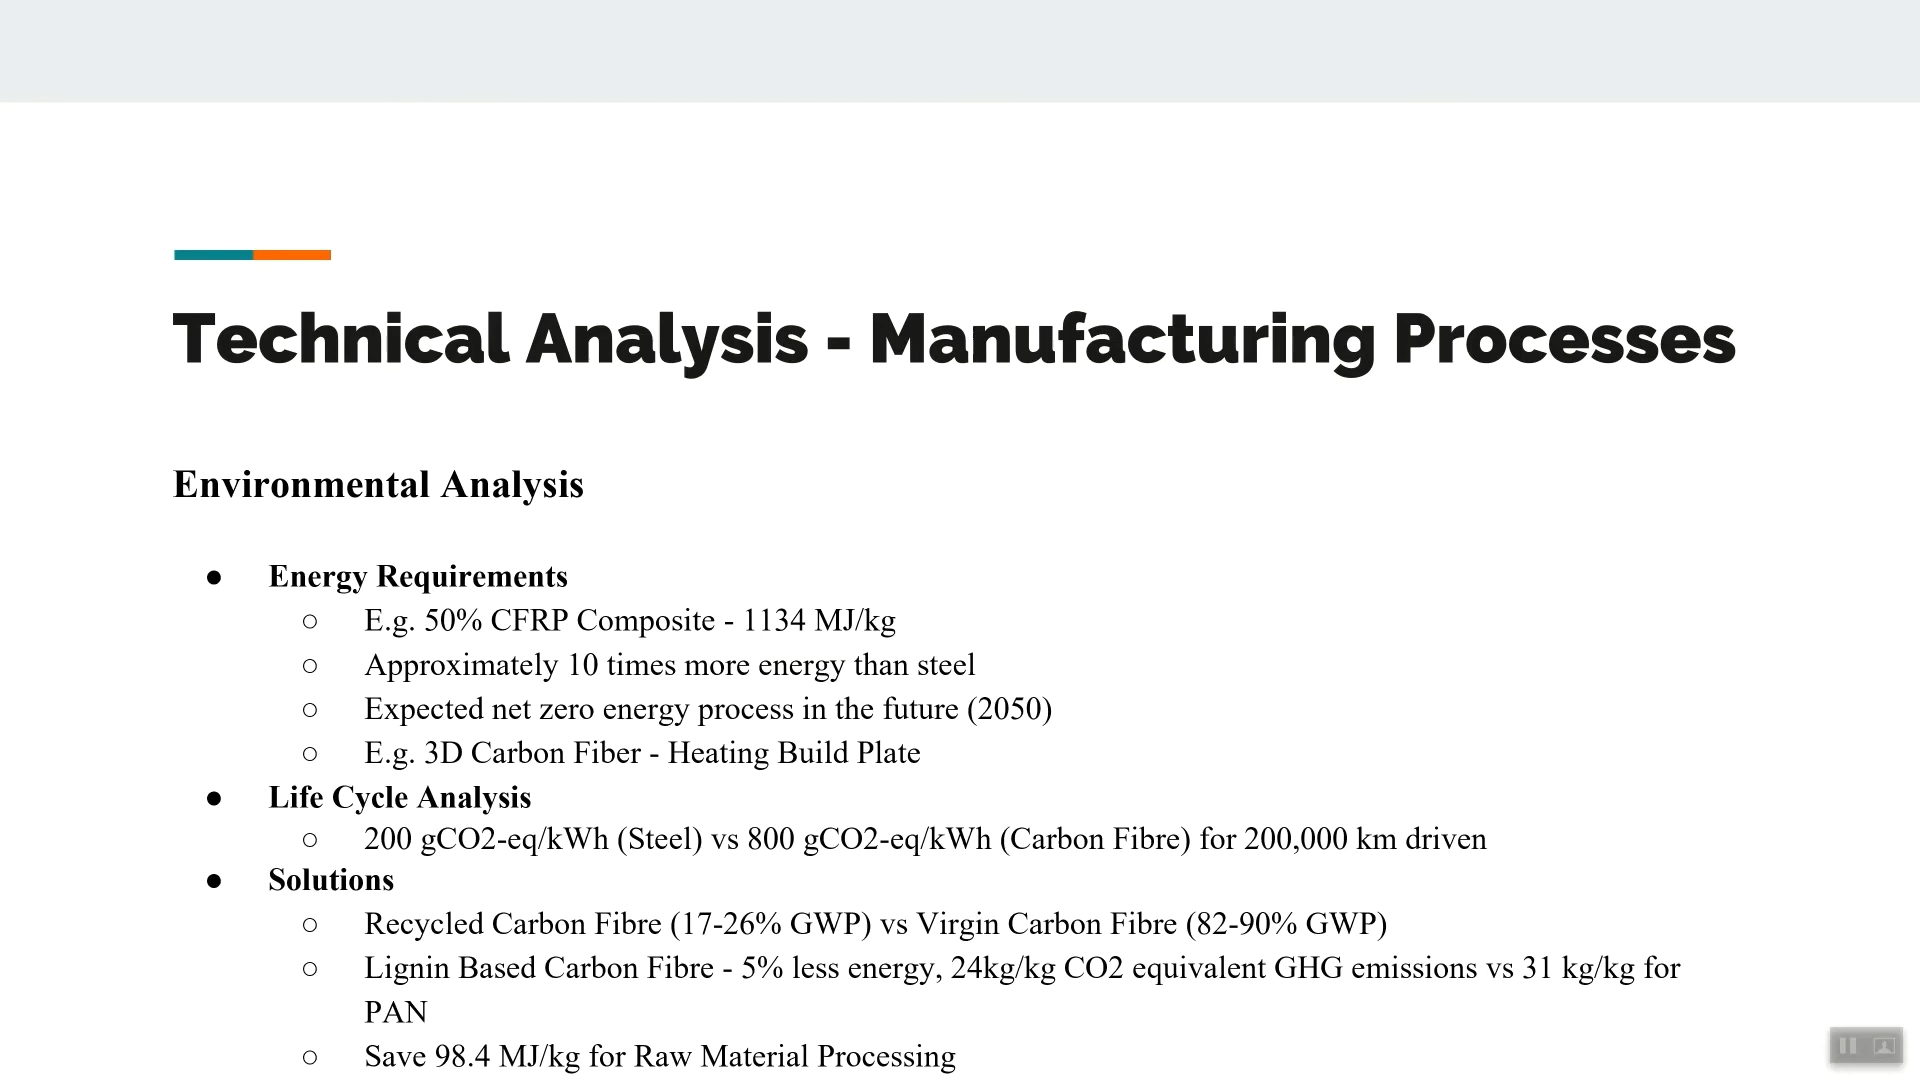 Technical Analysis - Manufacturing Processes
Environmental Analysis
● Energy Requirements
○ E.g. 50% CFRP Composite - 1134 MJ/kg
○ Approximately 10 times more energy than steel
○ Expected net zero energy process in the future (2050)
○ E.g. 3D Carbon Fiber - Heating Build Plate
● Life Cycle Analysis
○ 200 gCO2-eq/kWh (Steel) vs 800 gCO2-eq/kWh (Carbon Fibre) for 200,000 km driven
● Solutions
○ Recycled Carbon Fibre (17-26% GWP) vs Virgin Carbon Fibre (82-90% GWP)
○ Lignin Based Carbon Fibre - 5% less energy, 24kg/kg CO2 equivalent GHG emissions vs 31 kg/kg for
PAN
○ Save 98.4 MJ/kg for Raw Material Processing